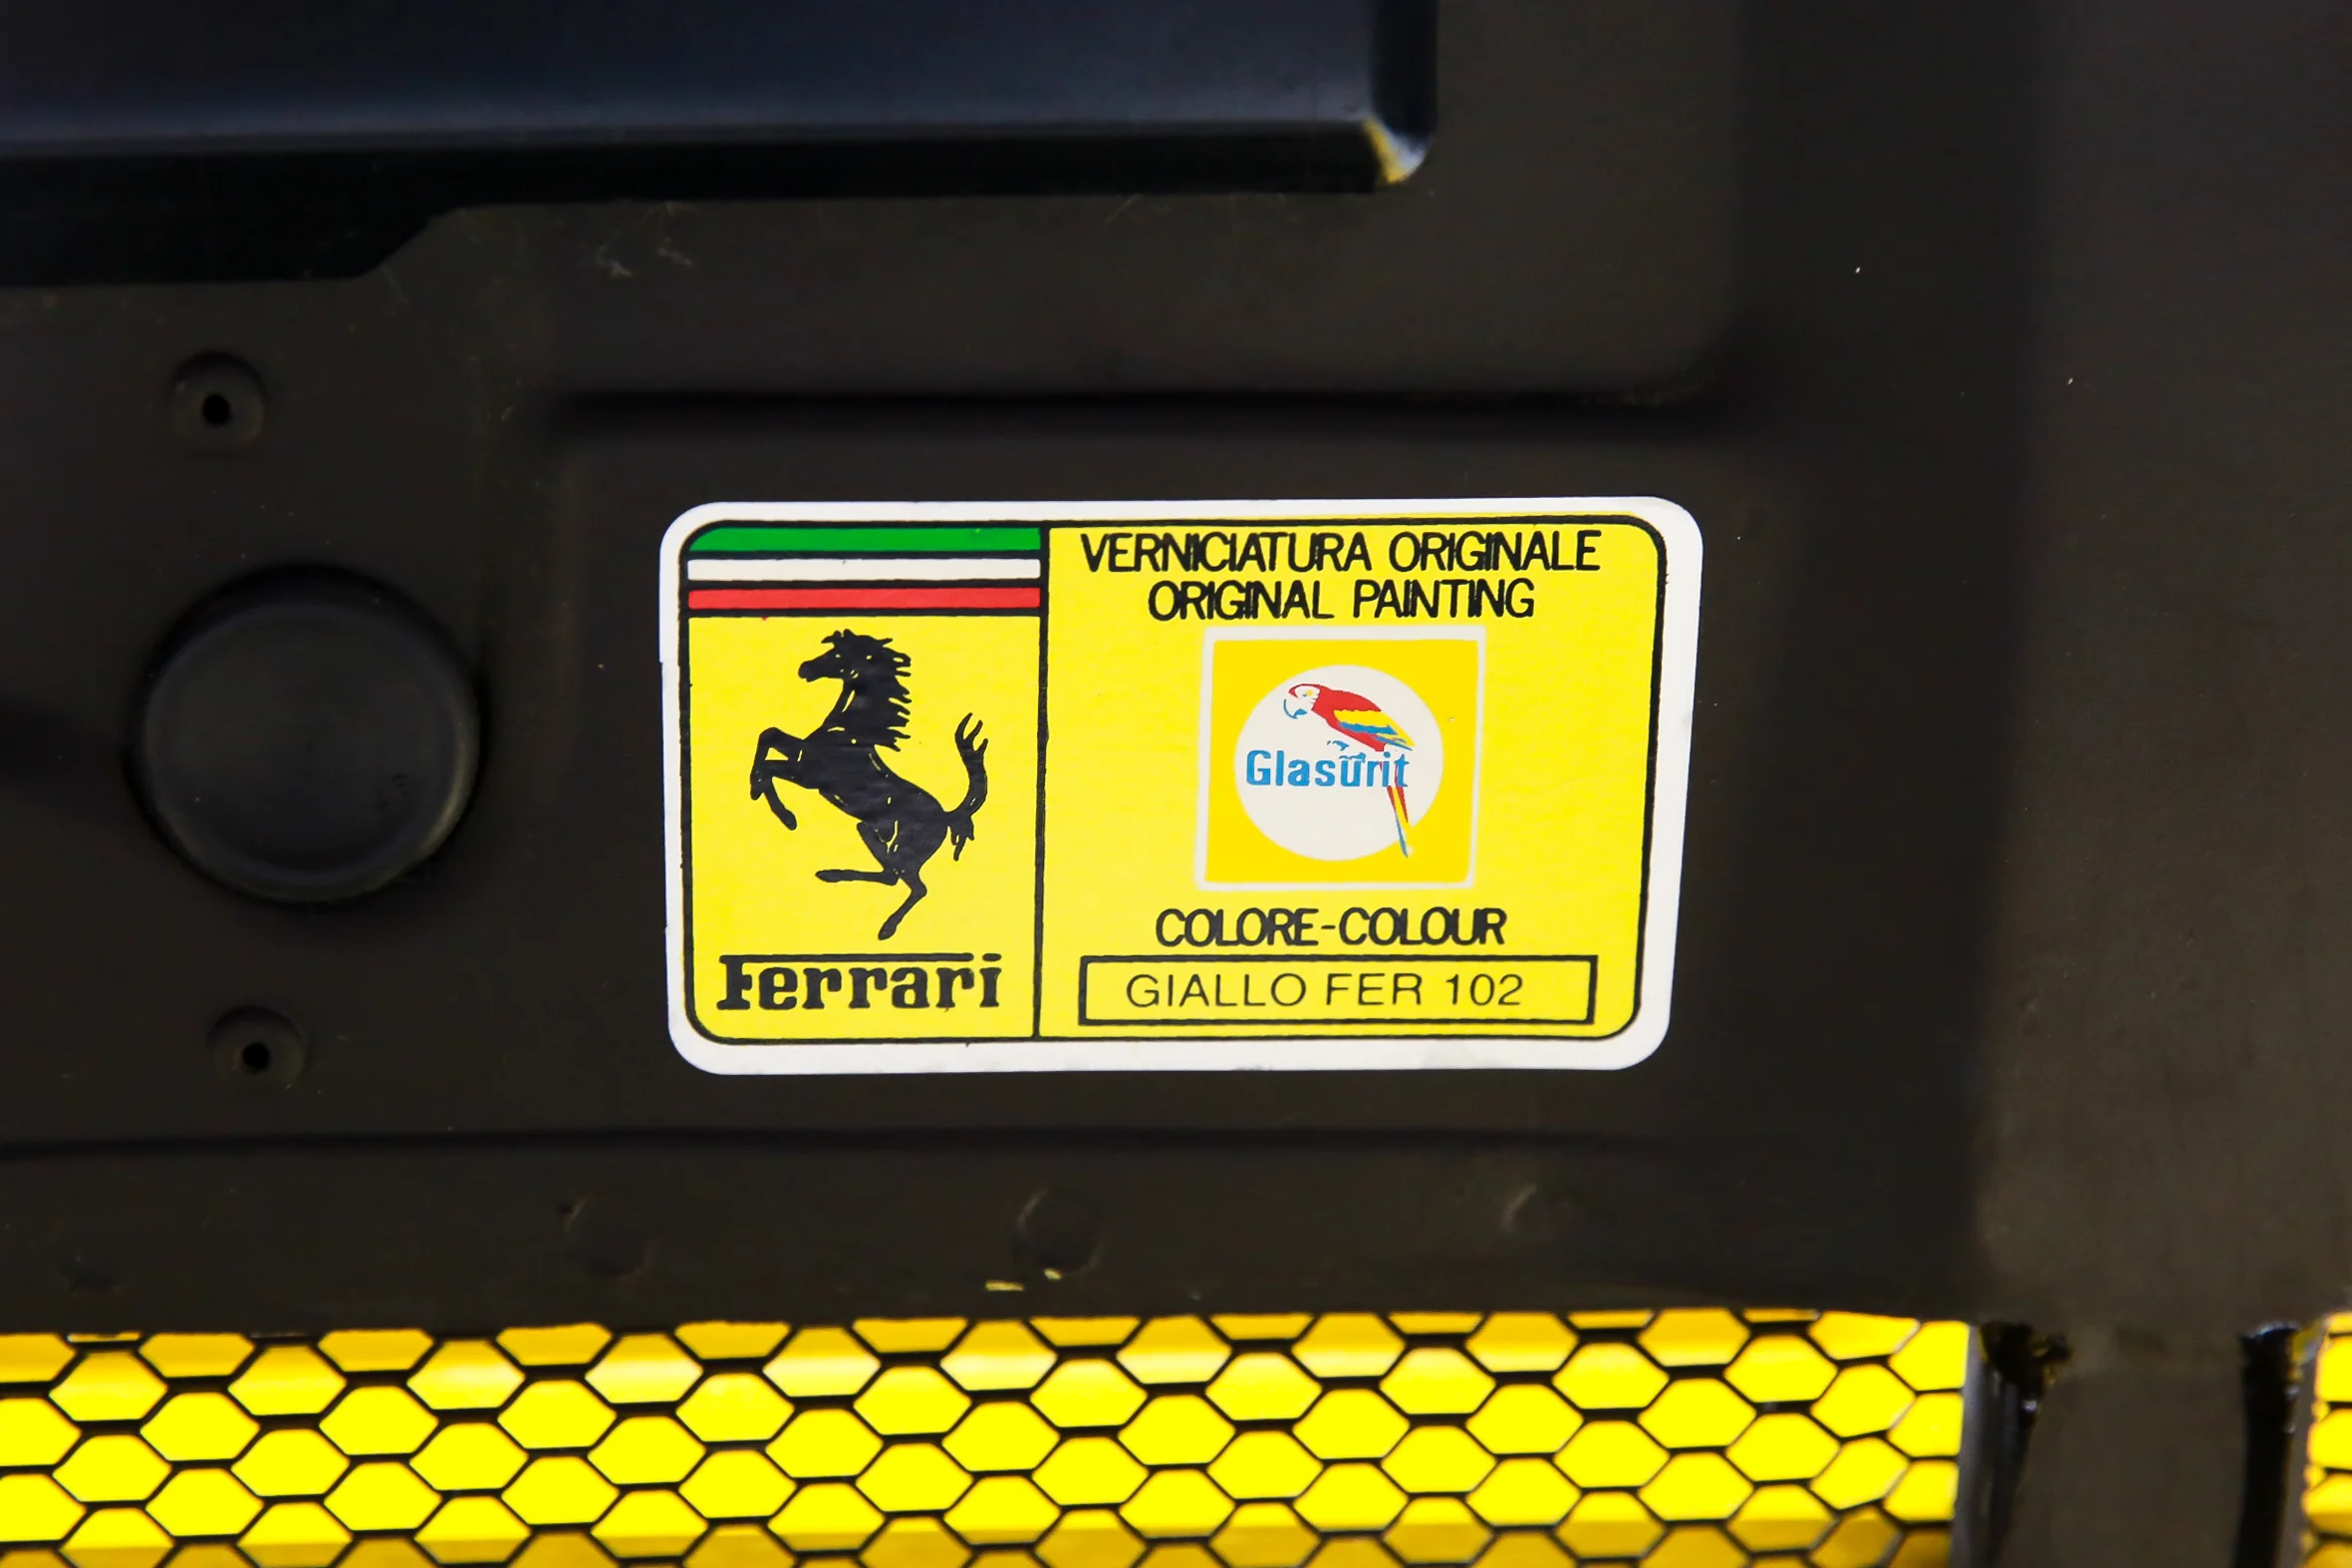 VERNICIATURA ORIGINALE
ORIGINAL PAINTING
Glasurit
COLORE-COLOUR
GIALLO FER 102
Ferrari